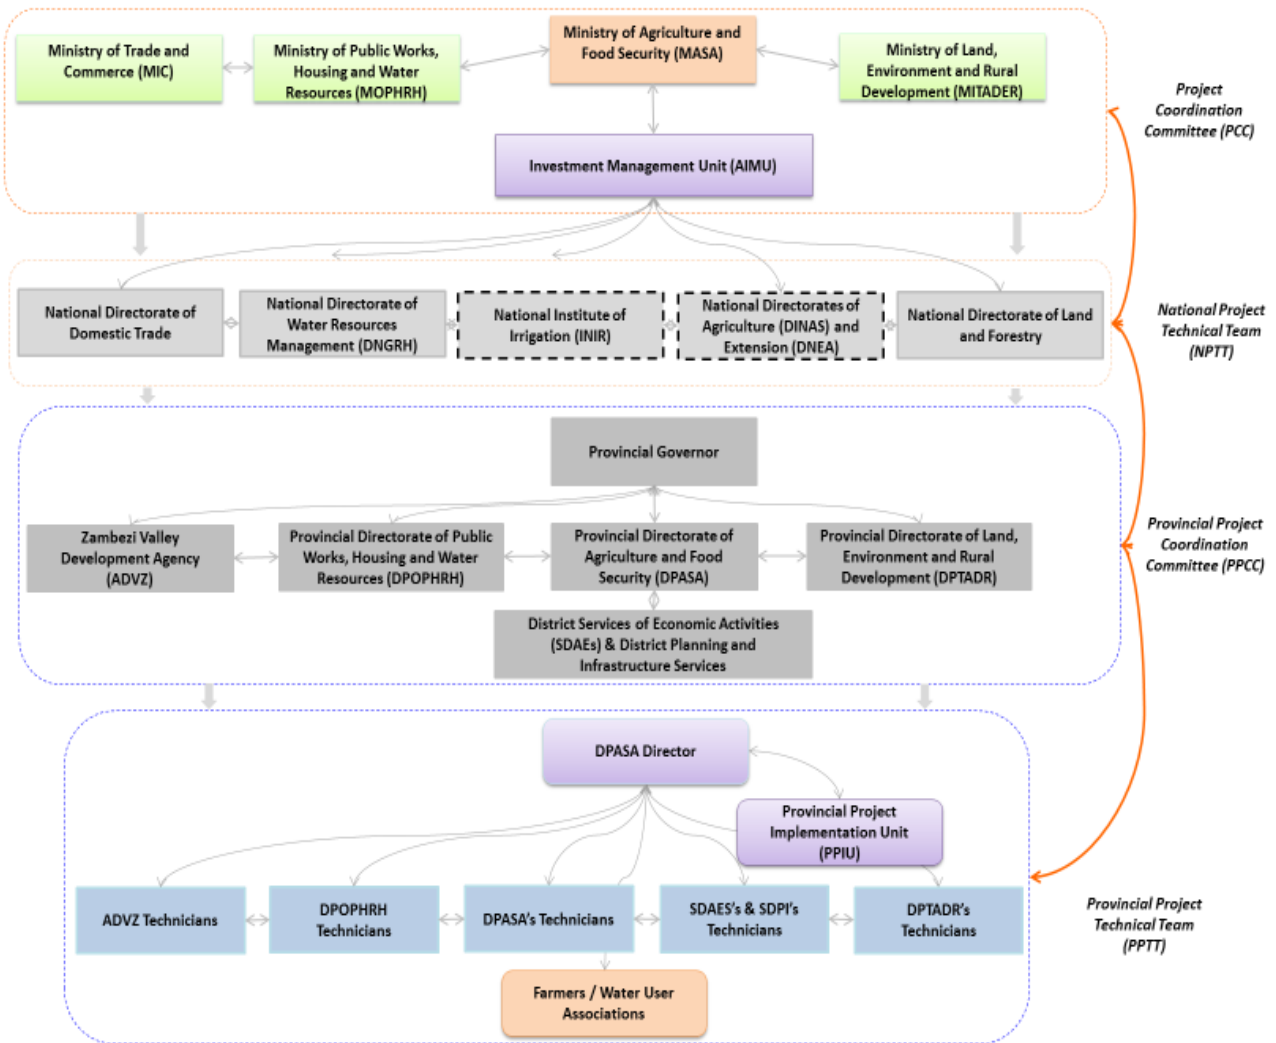 Ministry of Trade and
Commerce (MIC)
Ministry of Public Works,
Housing and Water
Resources (MOPHRH)
Ministry of Agriculture and
Food Security (MASA)
Ministry of Land,
Environment and Rural
Development (MITADER)
Project
Coordination
Committee (PCC)
Investment Management Unit (AIMU)
National Directorate of
Domestic Trade
National Directorate of
Water Resources
Management (DNGRH)
National Institute of
Irrigation (INIR)
National Directorates of
Agriculture (DINAS) and
Extension (DNEA)
National Directorate of Land
and Forestry
National Project
Technical Team
(NPTT)
Provincial Governor
Zambezi Valley
Development Agency
(ADVZ)
Provincial Directorate of Public
Works, Housing and Water
Resources (DPOPHRH)
Provincial Directorate of
Agriculture and Food
Security (DPASA)
Provincial Directorate of Land,
Environment and Rural
Development (DPTADR)
Provincial Project
Coordination
Committee (PPCC)
District Services of Economic Activities
(SDAEs) & District Planning and
Infrastructure Services
DPASA Director
Provincial Project
Implementation Unit
(PPIU)
ADVZ Technicians
DPOPHRH
Technicians
DPASA's Technicians
SDAES's & SDPI's
Technicians
DPTADR's
Technicians
Provincial Project
Technical Team
(PPTT)
Farmers / Water User
Associations